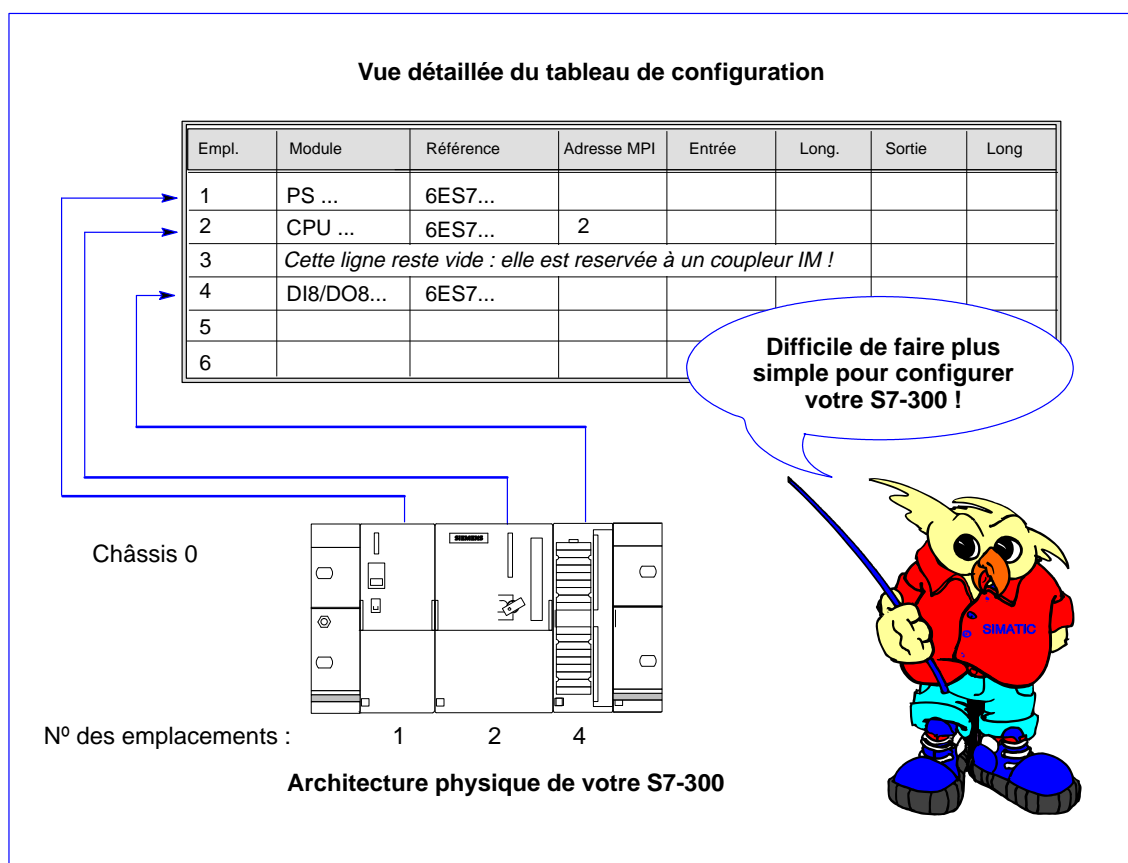 Vue détaillée du tableau de configuration
Empl. Module Référence Adresse MPI Entrée Long. Sortie Long
1 PS ... 6ES7...
2 CPU ... 6ES7... 2
3 Cette ligne reste vide : elle est reservée à un coupleur IM !
4 DI8/DO8... 6ES7...
5
6
Difficile de faire plus
simple pour configurer
votre S7-300 !
SIEMENS
Châssis 0
SIMATIC
Nº des emplacements : 1 2 4
Architecture physique de votre S7-300